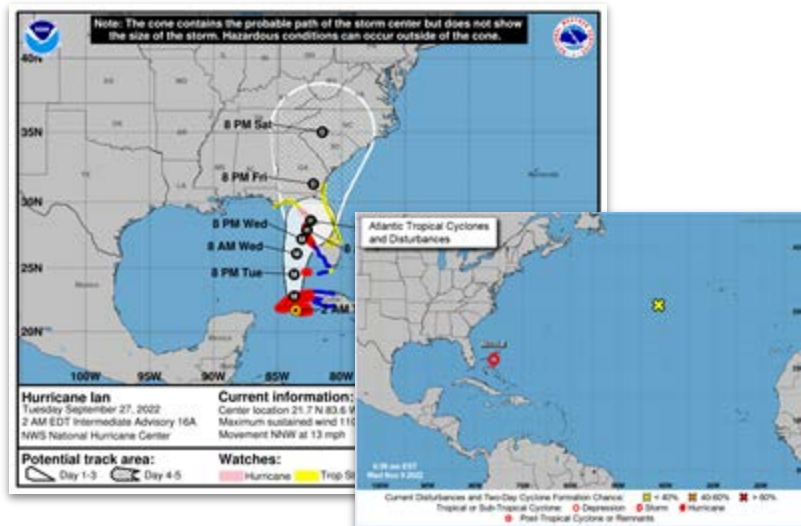 Note: The cone contains the probable path of the storm center but does not show
the size of the storm. Hazardous conditions can occur outside of the cone.
40N
35N
30N
25N
20N
8 PM Sat
8 PM Fri
8 PM Wed
8 AM Wed
8 PM Tue
2 AM
8
Mexico
100W 95W 90W 85W 80W
Hurricane Ian
Tuesday September 27, 2022
2 AM EDT Intermediate Advisory 16A
NWS National Hurricane Center
Current information:
Center location 21.7 N 83.6 W
Maximum sustained wind 110
Movement NNW at 13 mph
Potential track area:
Day 1-3 Day 4-5
Watches:
Hurricane Trop
Atlantic Tropical Cyclones
and Disturbances
Current Disturbances and Two-Day Cyclone Formation Chance: < 40% 40-60% > 60%
Tropical or Sub-Tropical Cyclone: Depression Storm Hurricane
Post-Tropical Cyclone or Remnants